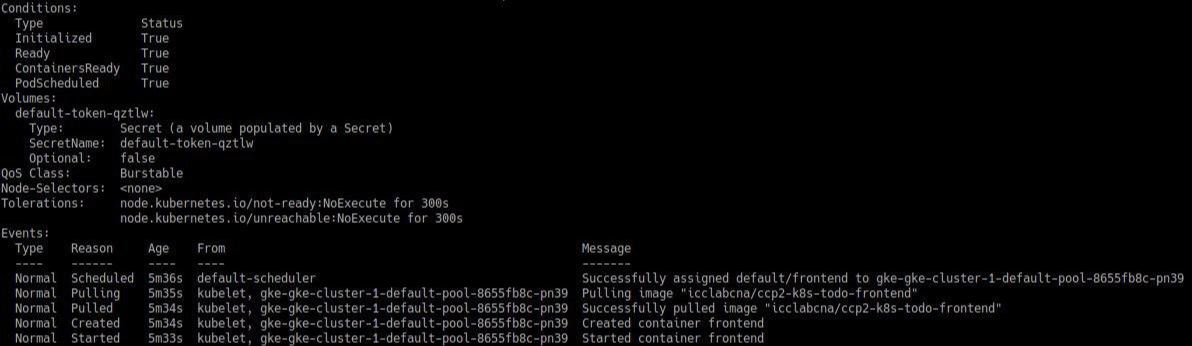 Conditions:
  Type              Status
  Initialized       True
  Ready             True
  ContainersReady   True
  PodScheduled      True
Volumes:
  default-token-qztlw:
    Type:        Secret (a volume populated by a Secret)
    SecretName:  default-token-qztlw
    Optional:    false
QoS Class:       Burstable
Node-Selectors:  <none>
Tolerations:     node.kubernetes.io/not-ready:NoExecute for 300s
                 node.kubernetes.io/unreachable:NoExecute for 300s
Events:
  Type    Reason     Age    From                                                  Message
  ----    ------     ----   ----                                                  -------
  Normal  Scheduled  5m36s  default-scheduler                                     Successfully assigned default/frontend to gke-gke-cluster-1-default-pool-8655fb8c-pn39
  Normal  Pulling    5m35s  kubelet, gke-gke-cluster-1-default-pool-8655fb8c-pn39  Pulling image "icclabcna/ccp2-k8s-todo-frontend"
  Normal  Pulled     5m34s  kubelet, gke-gke-cluster-1-default-pool-8655fb8c-pn39  Successfully pulled image "icclabcna/ccp2-k8s-todo-frontend"
  Normal  Created    5m34s  kubelet, gke-gke-cluster-1-default-pool-8655fb8c-pn39  Created container frontend
  Normal  Started    5m33s  kubelet, gke-gke-cluster-1-default-pool-8655fb8c-pn39  Started container frontend